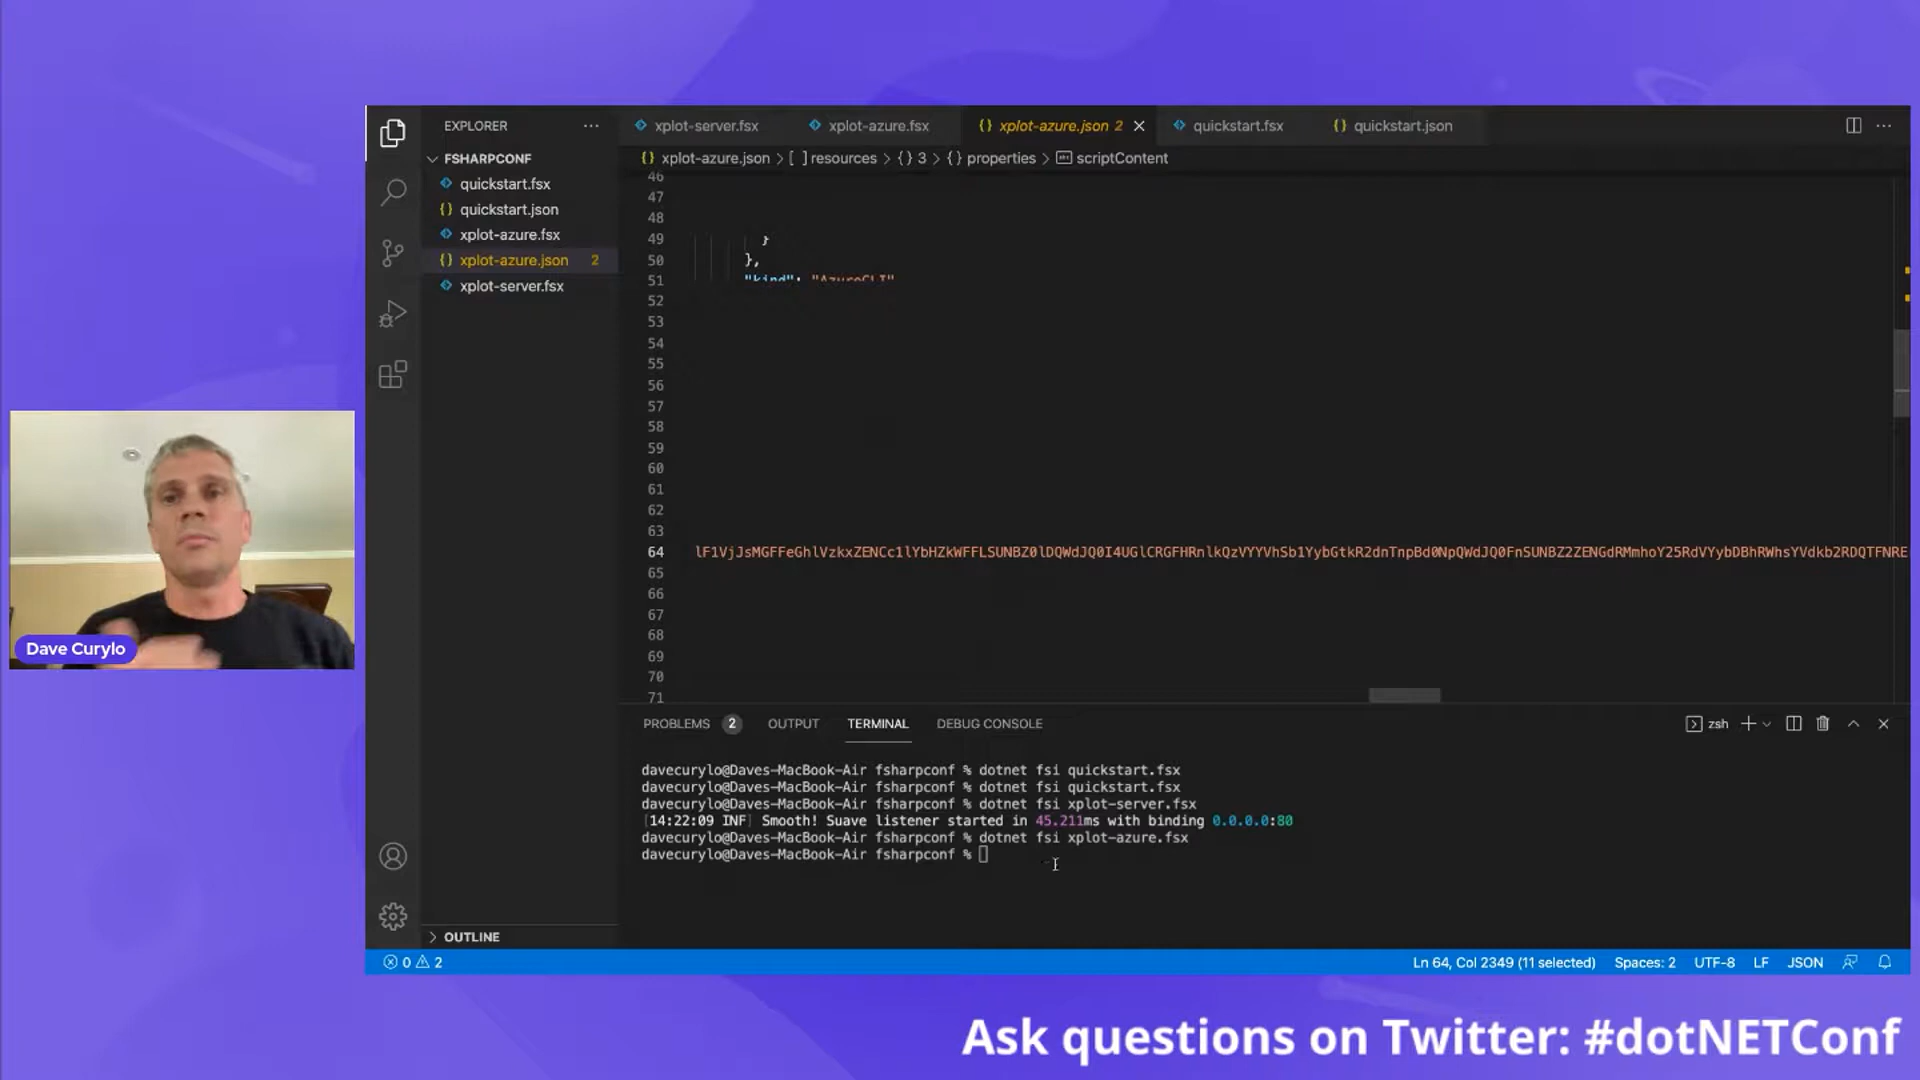 EXPLORER
FSHARPCONF
quickstart.fsx
quickstart.json
xplot-azure.fsx
xplot-azure.json 2
xplot-server.fsx
OUTLINE
xplot-server.fsx xplot-azure.fsx xplot-azure.json 2 quickstart.fsx quickstart.json
xplot-azure.json > [ ] resources > {} 3 > {} properties > scriptContent
46
47
48
49 }
50 },
51 "kind": "AzureCLI"
52
53
54
55
56
57
58
59
60
61
62
63
64
65
66
67
68
69
70
71
PROBLEMS 2 OUTPUT TERMINAL DEBUG CONSOLE zsh
davecurylo@Daves-MacBook-Air fsharpconf % dotnet fsi quickstart.fsx
davecurylo@Daves-MacBook-Air fsharpconf % dotnet fsi quickstart.fsx
davecurylo@Daves-MacBook-Air fsharpconf % dotnet fsi xplot-server.fsx
[14:22:09 INF] Smooth! Suave listener started in 45.211ms with binding 0.0.0.0:80
davecurylo@Daves-MacBook-Air fsharpconf % dotnet fsi xplot-azure.fsx
davecurylo@Daves-MacBook-Air fsharpconf %
0 2 Ln 64, Col 2349 (11 selected) Spaces: 2 UTF-8 LF JSON
Dave Curylo
Ask questions on Twitter: #dotNETConf